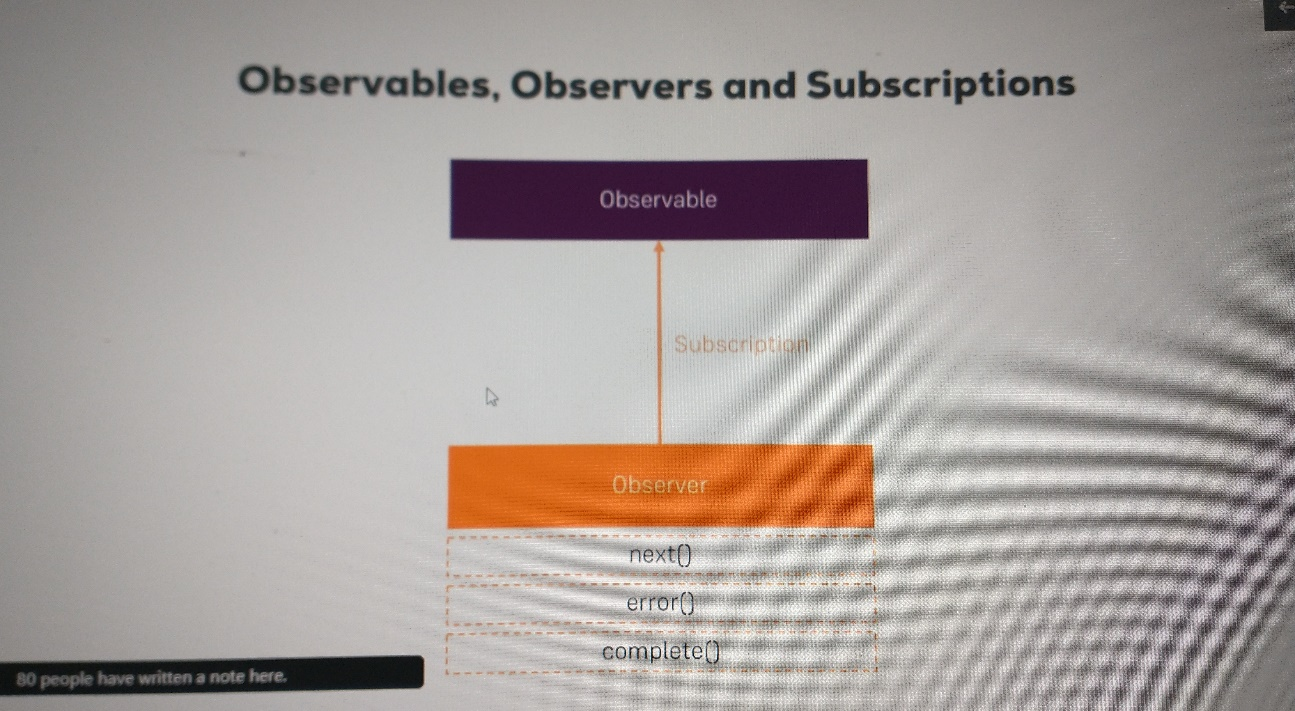 Observables, Observers and Subscriptions
Observable
Subscription
Observer
next()
error()
complete()
80 people have written a note here.